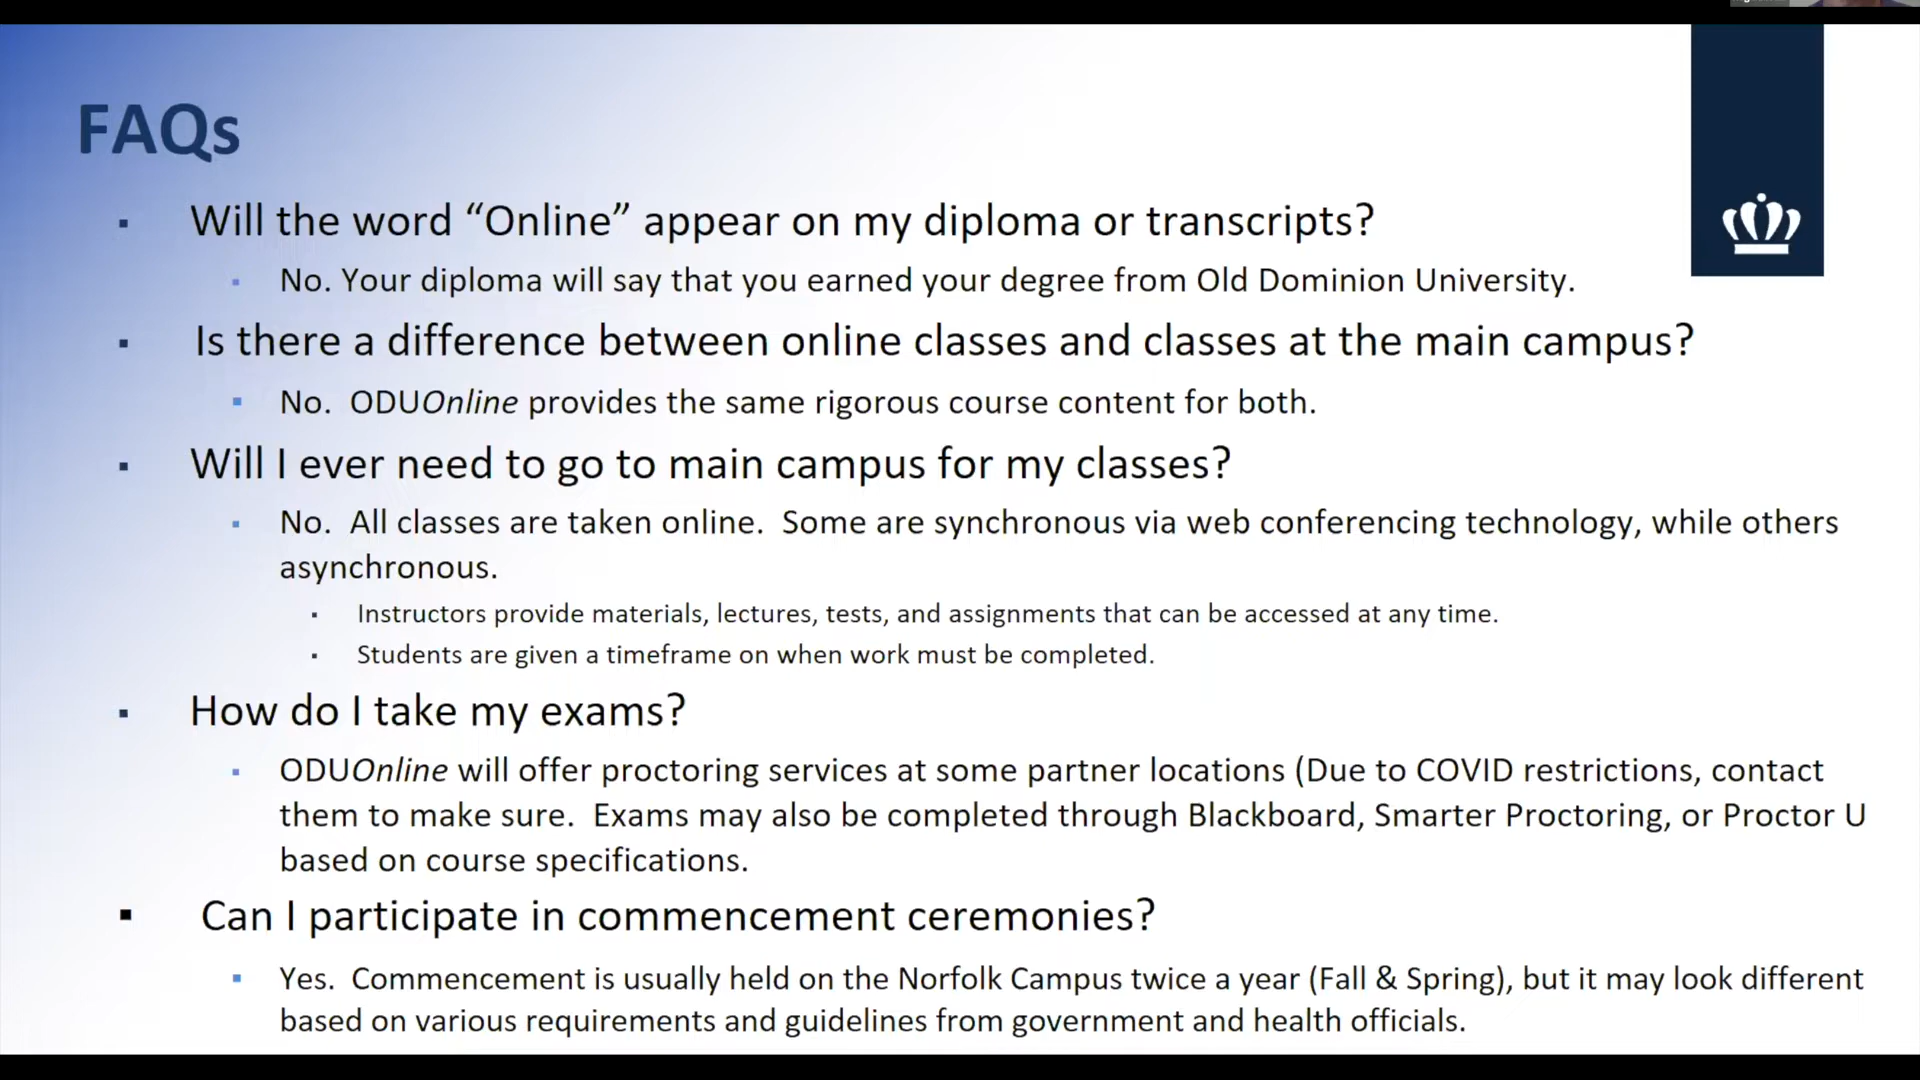 FAQs
Will the word “Online” appear on my diploma or transcripts?
No. Your diploma will say that you earned your degree from Old Dominion University.
Is there a difference between online classes and classes at the main campus?
No. ODUOnline provides the same rigorous course content for both.
Will I ever need to go to main campus for my classes?
No. All classes are taken online. Some are synchronous via web conferencing technology, while others
asynchronous.
Instructors provide materials, lectures, tests, and assignments that can be accessed at any time.
Students are given a timeframe on when work must be completed.
How do I take my exams?
ODUOnline will offer proctoring services at some partner locations (Due to COVID restrictions, contact
them to make sure. Exams may also be completed through Blackboard, Smarter Proctoring, or Proctor U
based on course specifications.
Can I participate in commencement ceremonies?
Yes. Commencement is usually held on the Norfolk Campus twice a year (Fall & Spring), but it may look different
based on various requirements and guidelines from government and health officials.